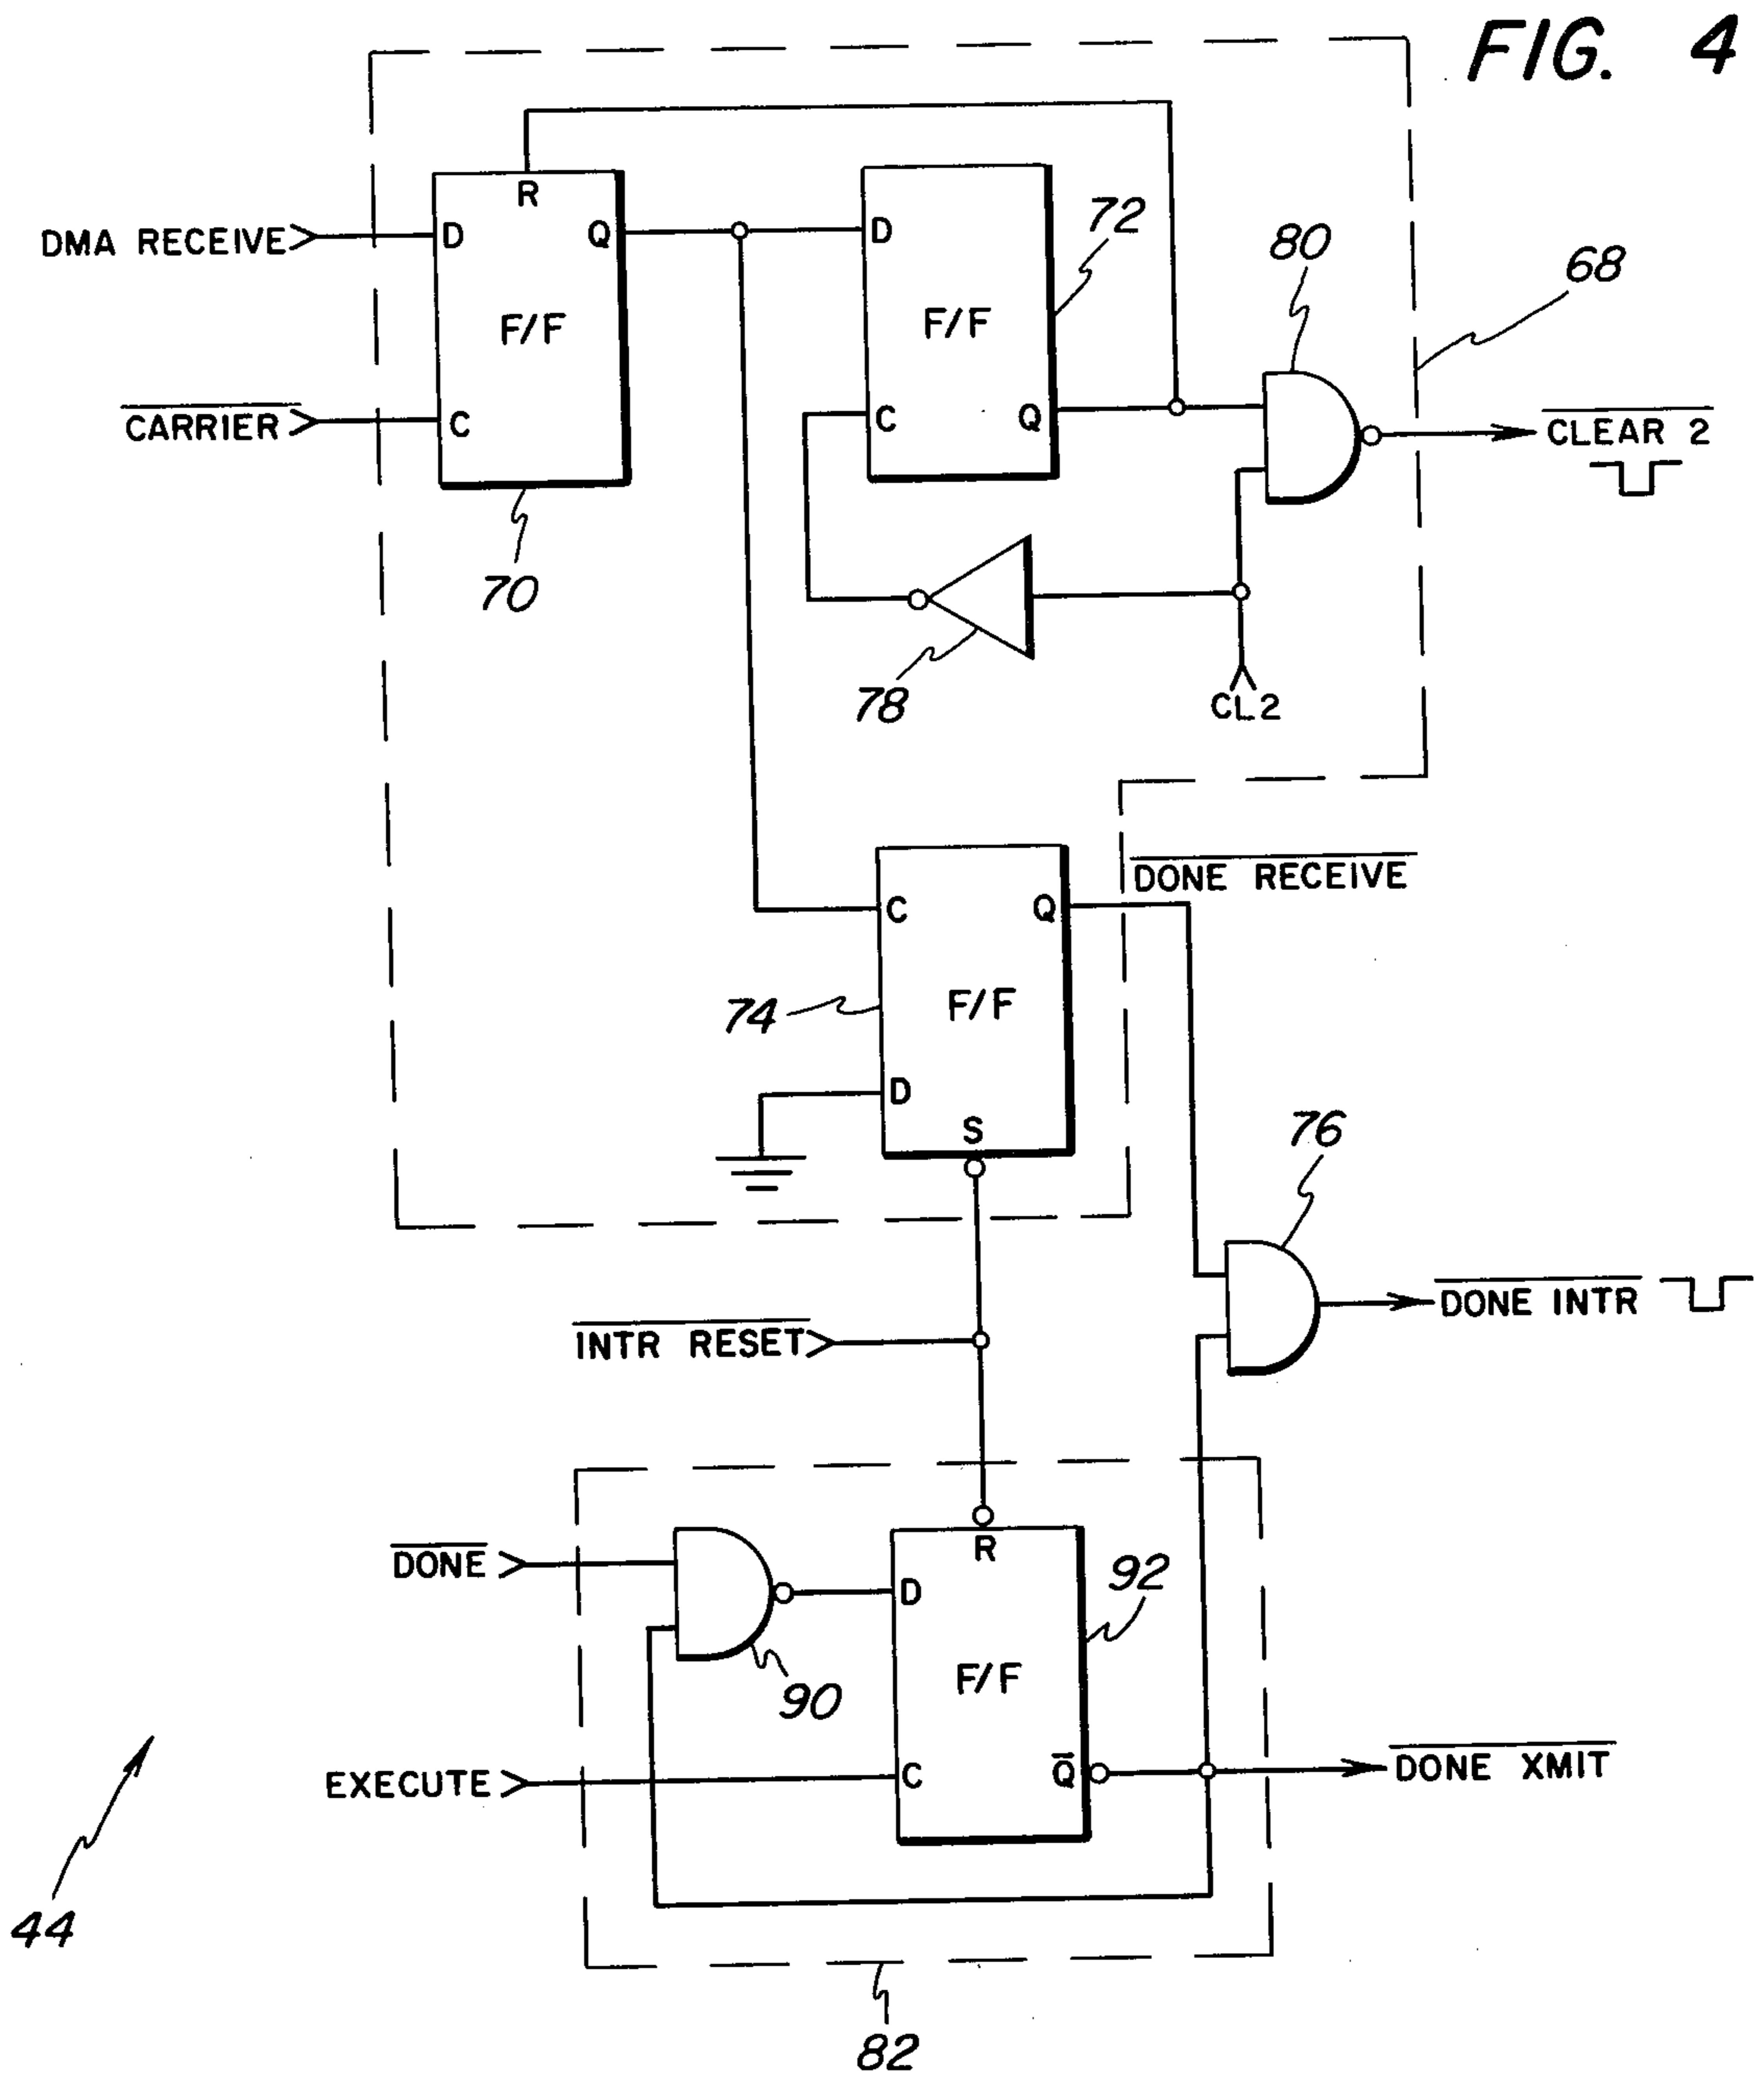 FIG. 4
R
DMA RECEIVE
D
Q
F/F
CARRIER
C
70
D
F/F
C
Q
72
80
68
CLEAR 2
78
CL2
DONE RECEIVE
C
Q
F/F
74
D
S
76
DONE INTR
INTR RESET
DONE
90
R
D
92
F/F
EXECUTE
C
Q̅
DONE XMIT
44
82